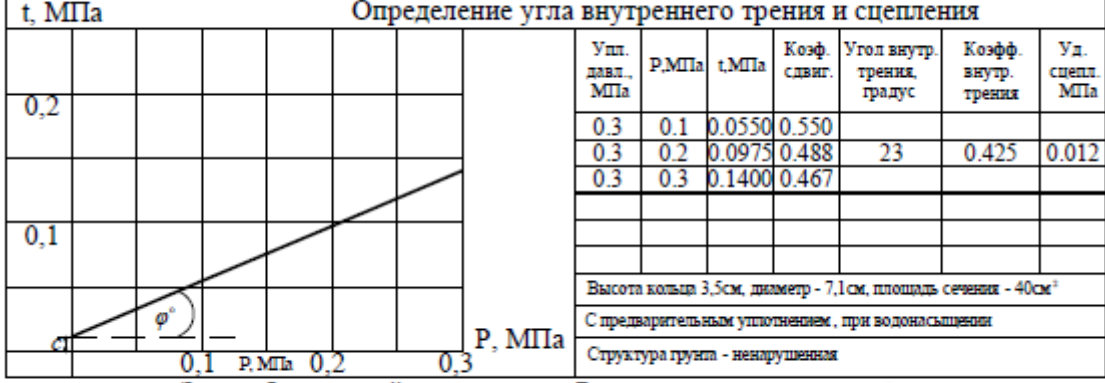 t, МПа
Определение угла внутреннего трения и сцепления
0,2
0,1
φ°
C
0,1 P, МПа 0,2 0,3
P, МПа
Упл. давл., МПа P,МПа t,МПа Коэф. сдвиг. Угол внутр. трения, градус Коэфф. внутр. трения Уд. сцепл. МПа
0.3 0.1 0.0550 0.550
0.3 0.2 0.0975 0.488 23 0.425 0.012
0.3 0.3 0.1400 0.467
Высота кольца 3,5см, диаметр - 7,1см, площадь сечения - 40см²
С предварительным уплотнением, при водонасыщении
Структура грунта - ненарушенная